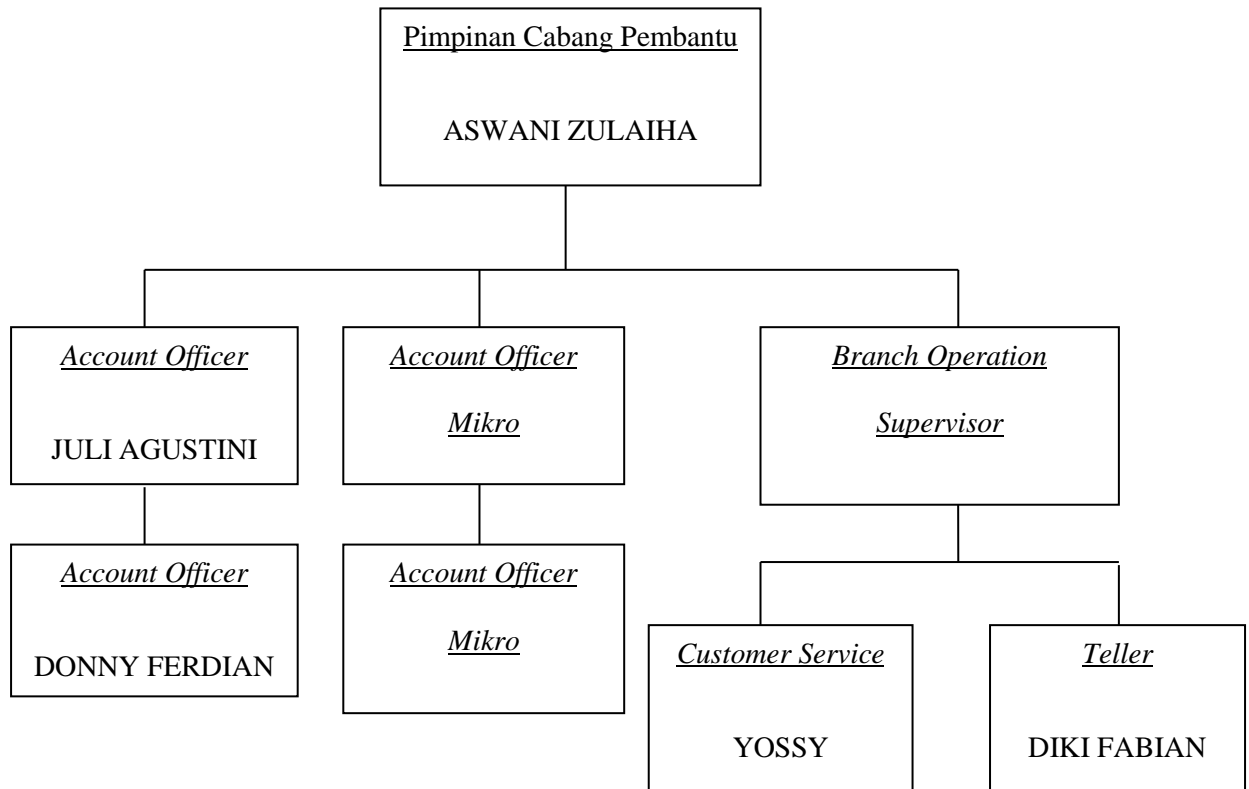 Pimpinan Cabang Pembantu
ASWANI ZULAIHA
Account Officer
JULI AGUSTINI
Account Officer
Mikro
Branch Operation
Supervisor
Account Officer
DONNY FERDIAN
Account Officer
Mikro
Customer Service
YOSSY
Teller
DIKI FABIAN